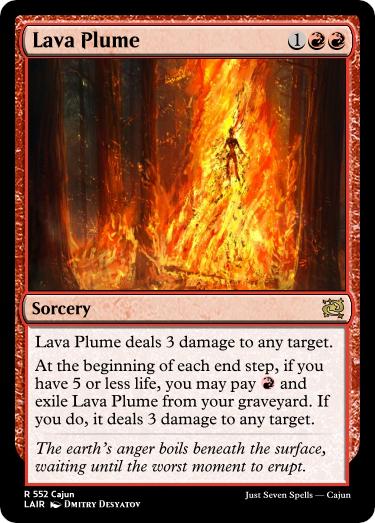 Lava Plume 1
Sorcery
Lava Plume deals 3 damage to any target.
At the beginning of each end step, if you
have 5 or less life, you may pay and
exile Lava Plume from your graveyard. If
you do, it deals 3 damage to any target.
The earth's anger boils beneath the surface,
waiting until the worst moment to erupt.
R 552 Cajun
Just Seven Spells — Cajun
LAIR Dmitry Desyatov